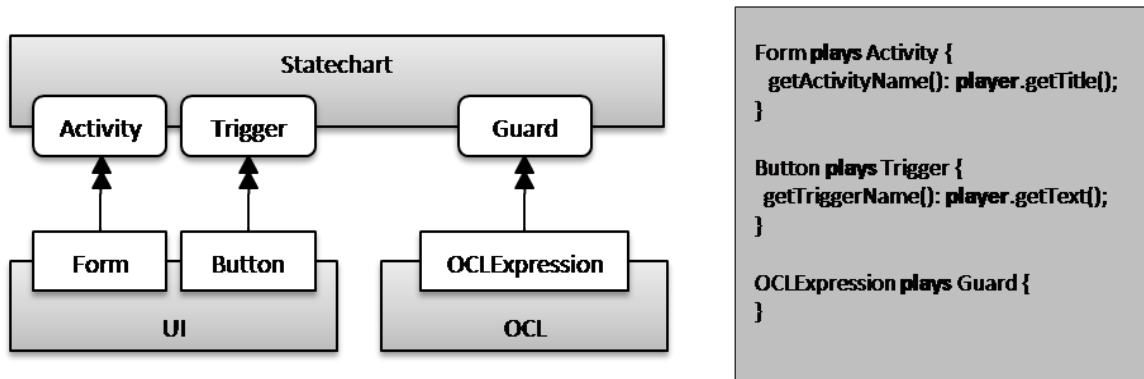 Statechart
Activity
Trigger
Guard
Form
Button
OCLExpression
UI
OCL
Form plays Activity {
getActivityName(): player.getTitle();
}
Button plays Trigger {
getTriggerName(): player.getText();
}
OCLExpression plays Guard {
}